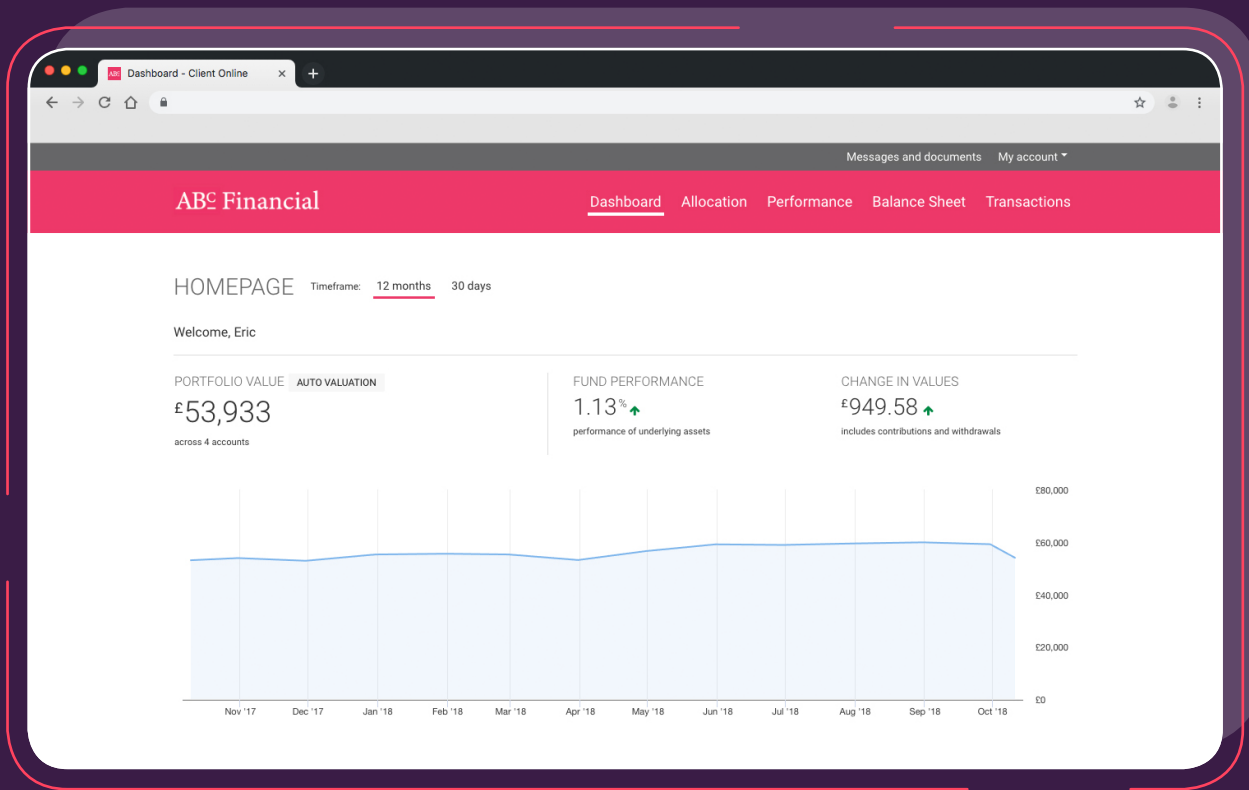 ABC Dashboard - Client Online
Messages and documents My account
ABC Financial Dashboard Allocation Performance Balance Sheet Transactions
HOMEPAGE Timeframe: 12 months 30 days
Welcome, Eric
PORTFOLIO VALUE AUTO VALUATION
£53,933
across 4 accounts
FUND PERFORMANCE
1.13%
performance of underlying assets
CHANGE IN VALUES
£949.58
includes contributions and withdrawals
£80,000
£60,000
£40,000
£20,000
£0
Nov '17 Dec '17 Jan '18 Feb '18 Mar '18 Apr '18 May '18 Jun '18 Jul '18 Aug '18 Sep '18 Oct '18